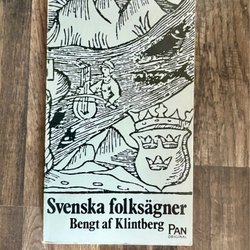 Svenska folksägner
Bengt af Klintberg
PAN
ORIGINAL